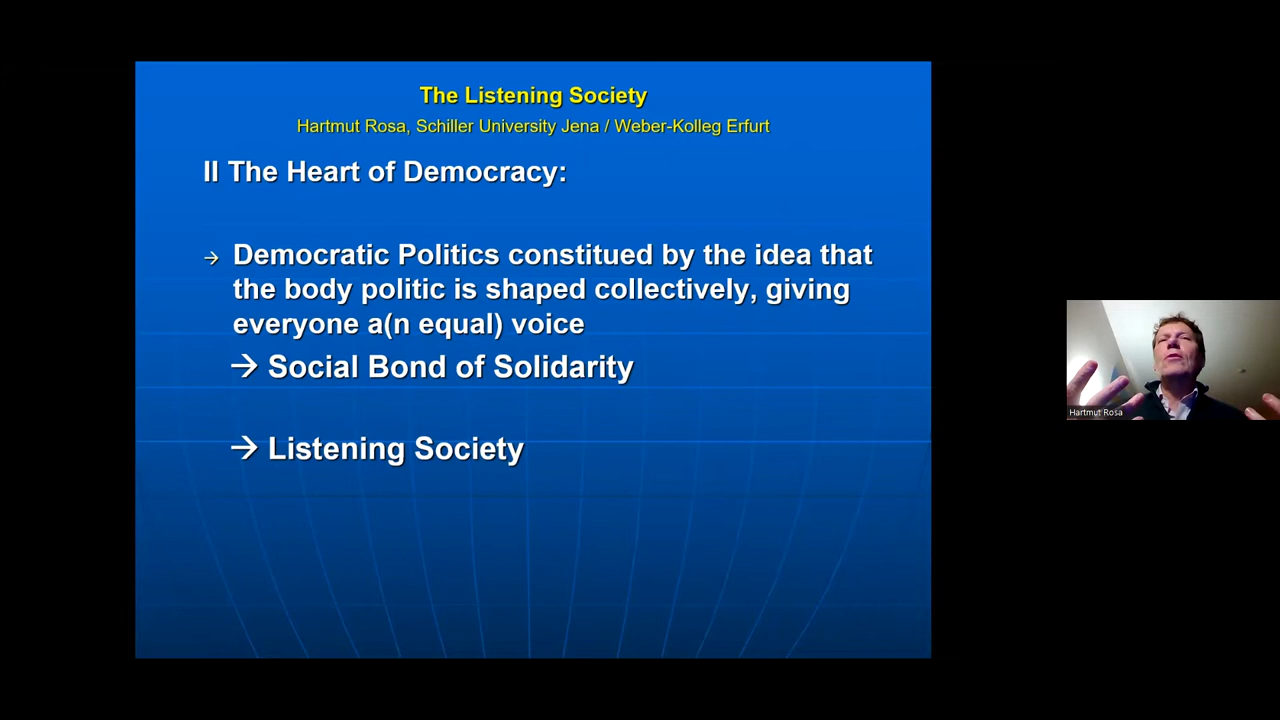 The Listening Society
Hartmut Rosa, Schiller University Jena / Weber-Kolleg Erfurt
II The Heart of Democracy:
→ Democratic Politics constitued by the idea that
the body politic is shaped collectively, giving
everyone a(n equal) voice
→ Social Bond of Solidarity
→ Listening Society
Hartmut Rosa